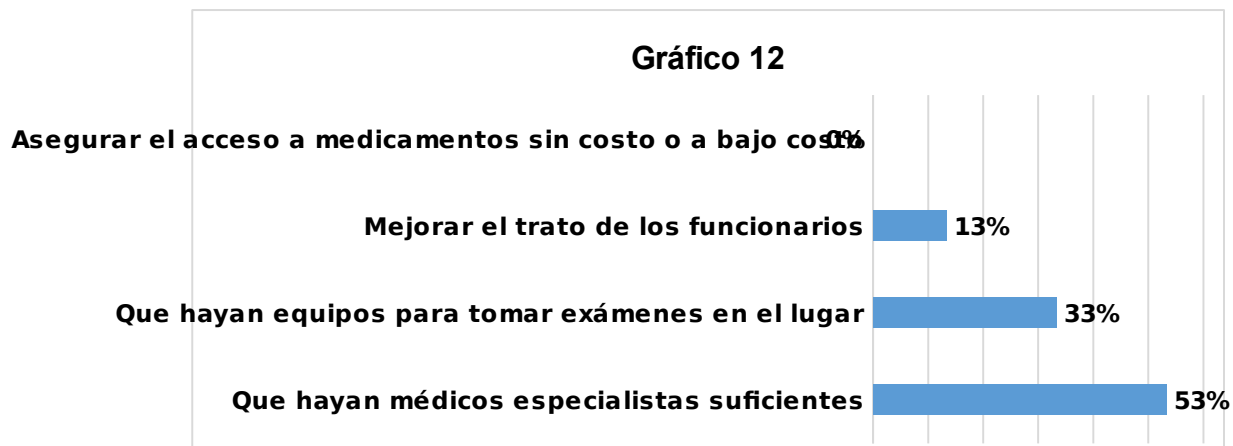 Gráfico 12
Asegurar el acceso a medicamentos sin costo o a bajo costo 0%
Mejorar el trato de los funcionarios 13%
Que hayan equipos para tomar exámenes en el lugar 33%
Que hayan médicos especialistas suficientes 53%